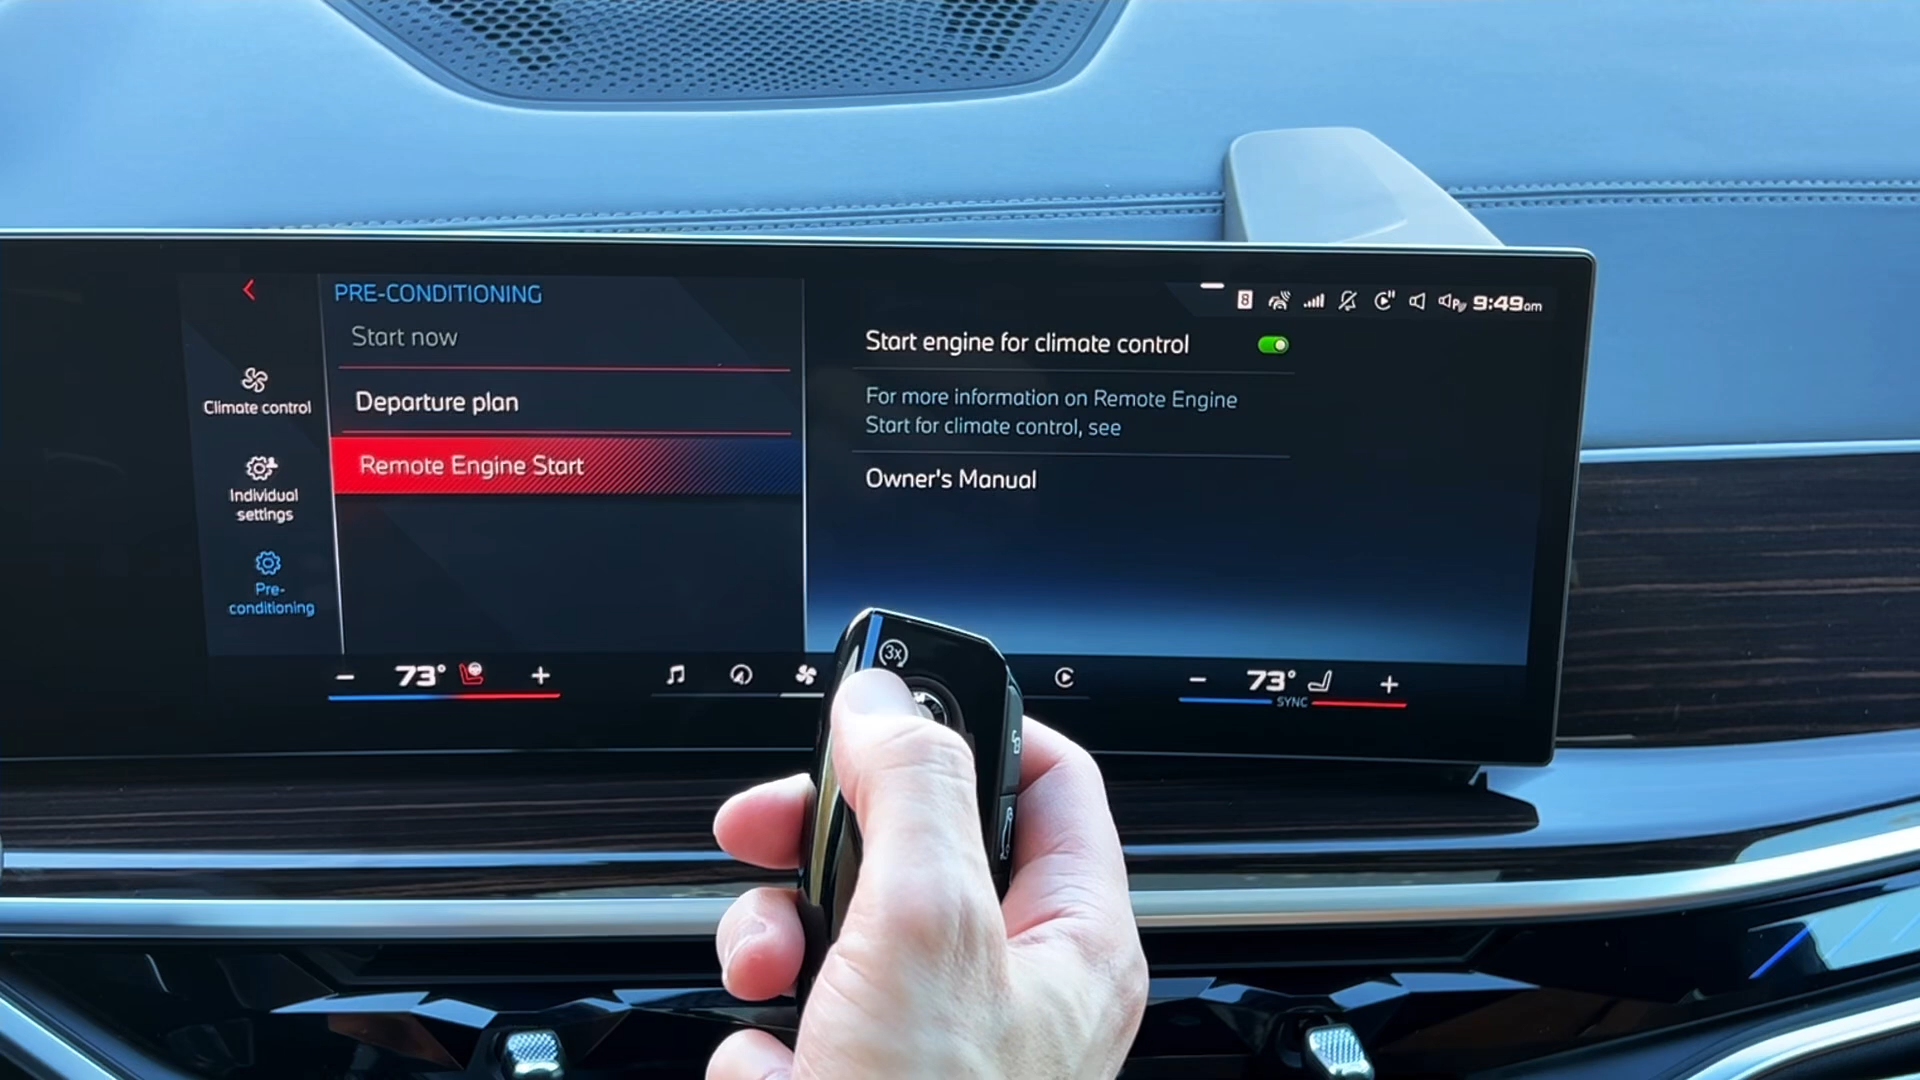 PRE-CONDITIONING
Start now
Departure plan
Remote Engine Start
Climate control
Individual
settings
Pre-
conditioning
8
9:49am
Start engine for climate control
For more information on Remote Engine
Start for climate control, see
Owner's Manual
3x
− 73° +
− 73° +
SYNC